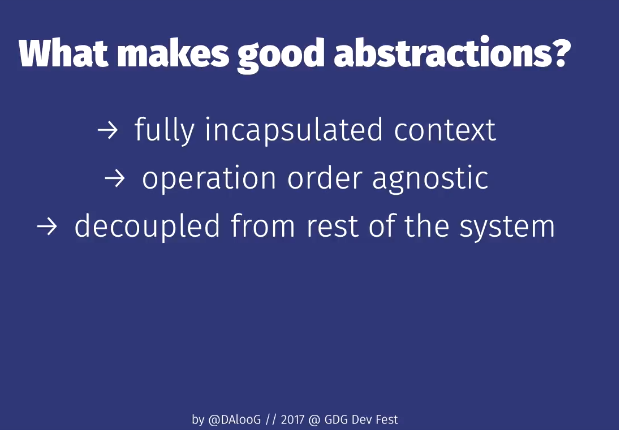 What makes good abstractions?
→ fully incapsulated context
→ operation order agnostic
→ decoupled from rest of the system
by @DAlooG // 2017 @ GDG Dev Fest